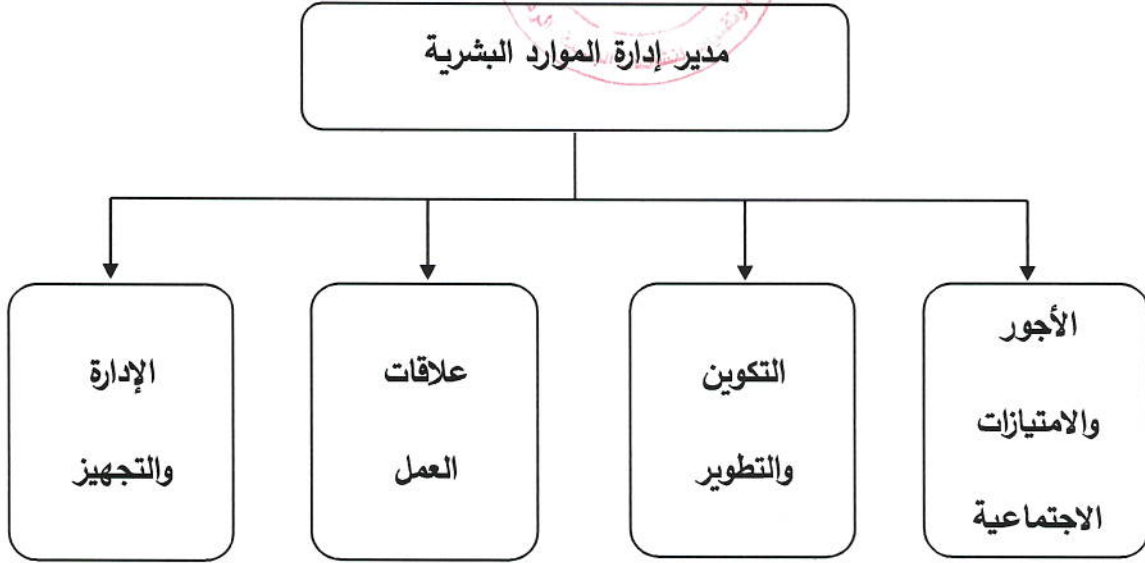 مدير إدارة الموارد البشرية
الأجور
والامتيازات
الاجتماعية
التكوين
والتطوير
علاقات
العمل
الإدارة
والتجهيز